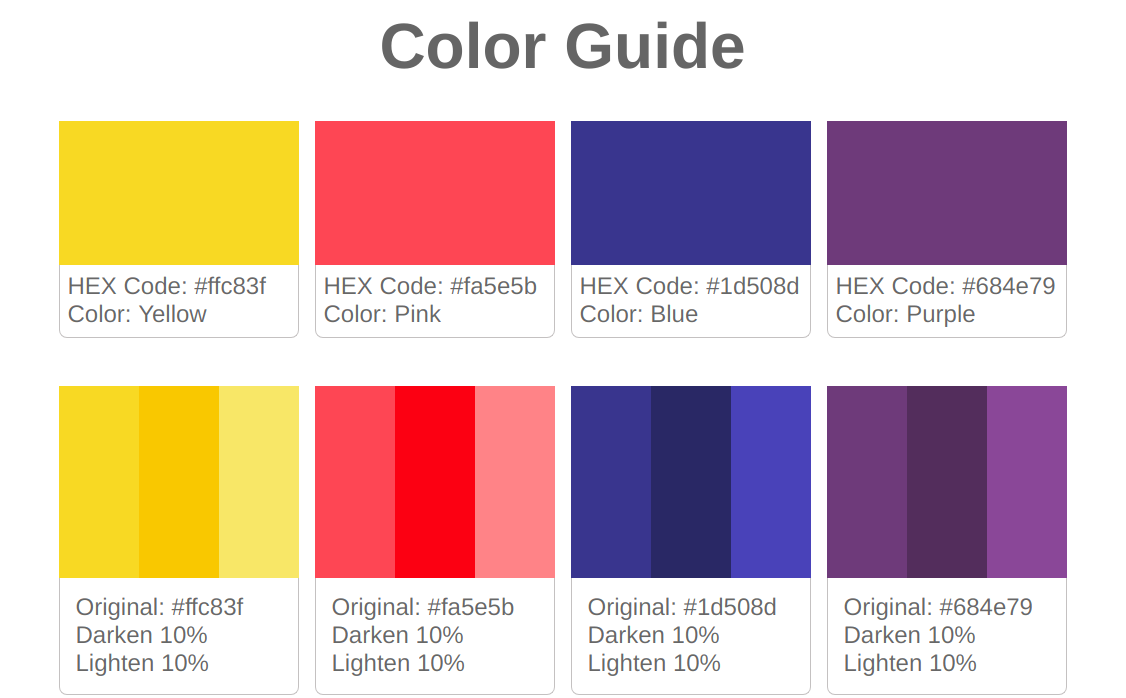 Color Guide
HEX Code: #ffc83f
Color: Yellow
HEX Code: #fa5e5b
Color: Pink
HEX Code: #1d508d
Color: Blue
HEX Code: #684e79
Color: Purple
Original: #ffc83f
Darken 10%
Lighten 10%
Original: #fa5e5b
Darken 10%
Lighten 10%
Original: #1d508d
Darken 10%
Lighten 10%
Original: #684e79
Darken 10%
Lighten 10%